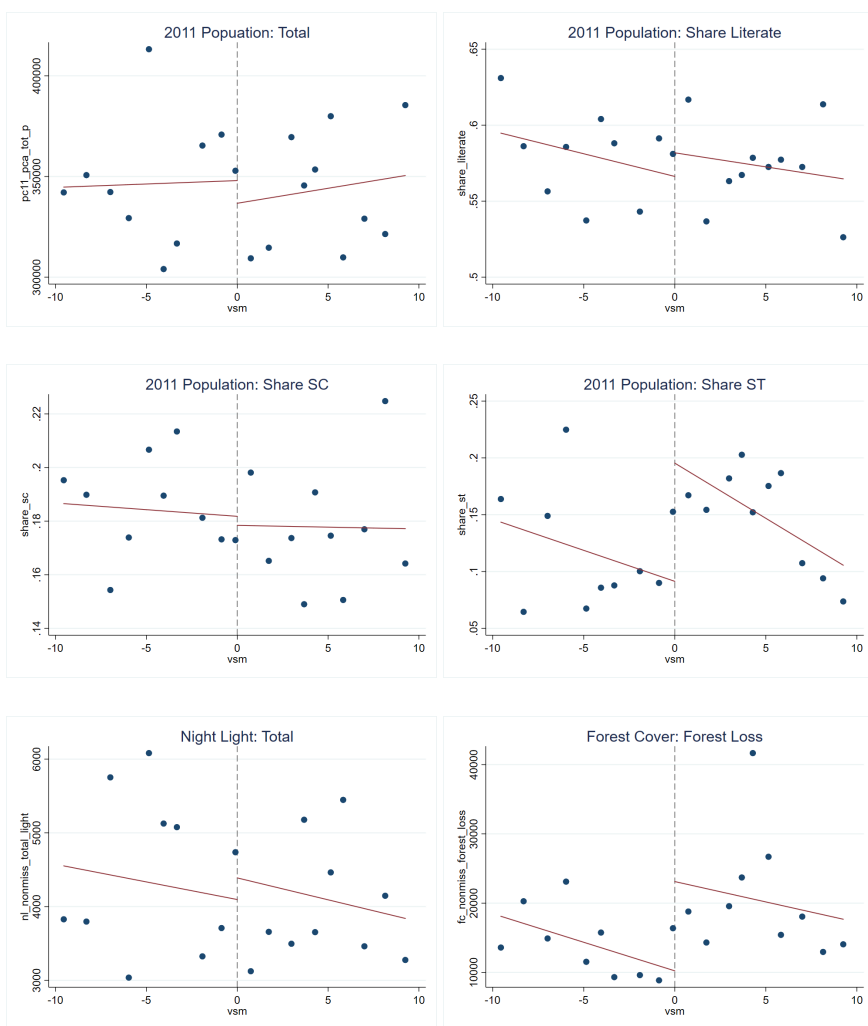 2011 Popuation: Total
pc11_pca_tot_p
400000
350000
300000
-10 -5 0 5 10
vsm
2011 Population: Share Literate
share_literate
.65
.6
.55
.5
-10 -5 0 5 10
vsm
2011 Population: Share SC
share_sc
.22
.2
.18
.16
.14
-10 -5 0 5 10
vsm
2011 Population: Share ST
share_st
.25
.2
.15
.1
.05
-10 -5 0 5 10
vsm
Night Light: Total
nl_nonmiss_total_light
6000
5000
4000
3000
-10 -5 0 5 10
vsm
Forest Cover: Forest Loss
fc_nonmiss_forest_loss
40000
30000
20000
10000
-10 -5 0 5 10
vsm